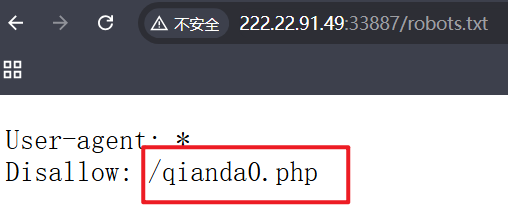 不安全 222.22.91.49:33887/robots.txt
User-agent: *
Disallow: /qianda0.php